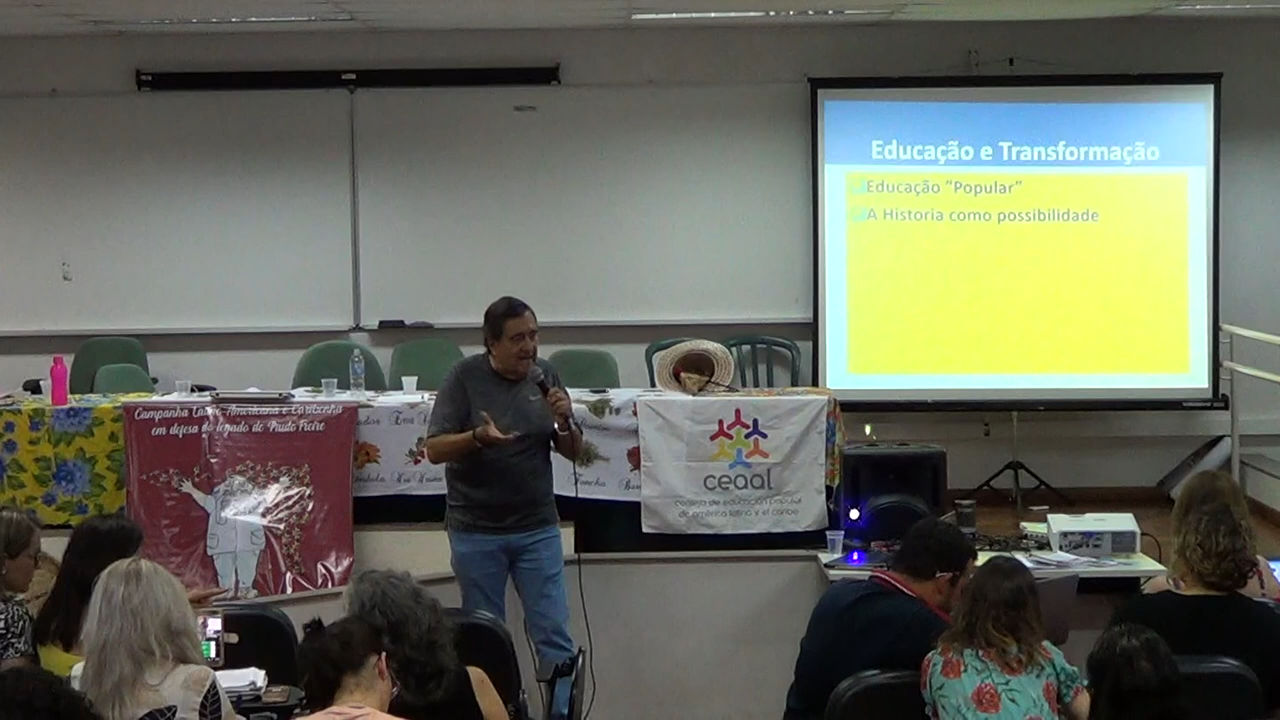 Educação e Transformação
Educação “Popular”
A Historia como possibilidade
Campanha Latino-Americana e Caribenha
em defesa do legado de Paulo Freire
ceaal
consejo de educación popular
de américa latina y el caribe